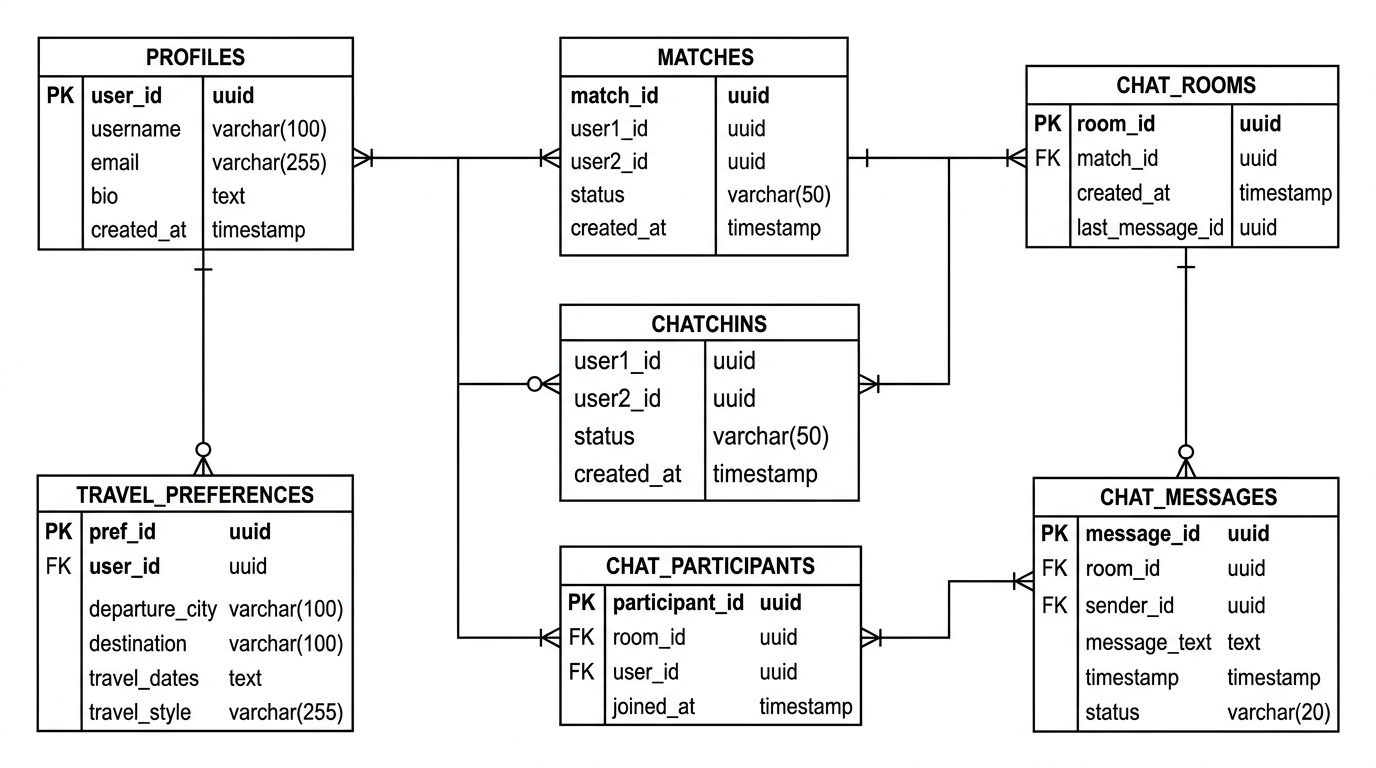 PROFILES
PK user_id uuid
username varchar(100)
email varchar(255)
bio text
created_at timestamp
MATCHES
match_id uuid
user1_id uuid
user2_id uuid
status varchar(50)
created_at timestamp
CHAT_ROOMS
PK room_id uuid
FK match_id uuid
created_at timestamp
last_message_id uuid
CHATCHINS
user1_id uuid
user2_id uuid
status varchar(50)
created_at timestamp
TRAVEL_PREFERENCES
PK pref_id uuid
FK user_id uuid
departure_city varchar(100)
destination varchar(100)
travel_dates text
travel_style varchar(255)
CHAT_PARTICIPANTS
PK participant_id uuid
FK room_id uuid
FK user_id uuid
joined_at timestamp
CHAT_MESSAGES
PK message_id uuid
FK room_id uuid
FK sender_id uuid
message_text text
timestamp timestamp
status varchar(20)